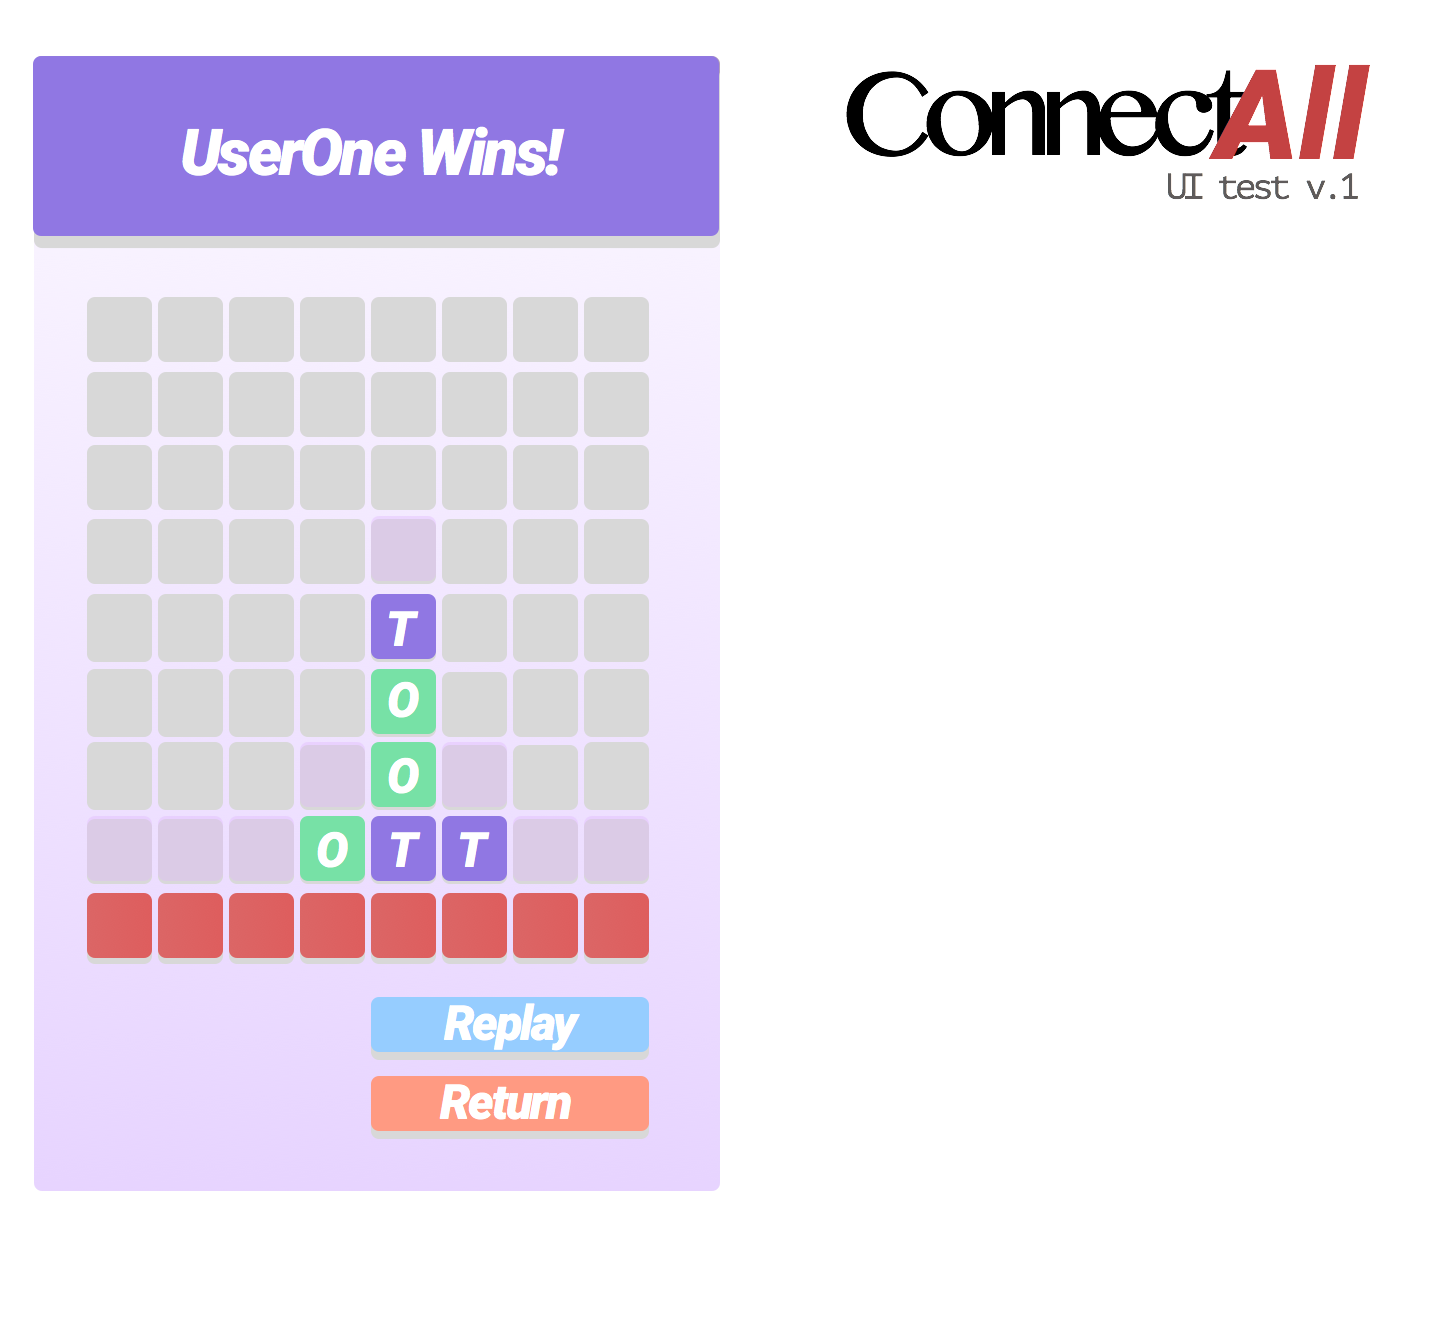 UserOne Wins!
ConnectAll
UI test v.1
T
O
O
O T T
Replay
Return